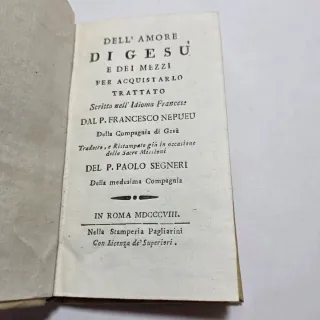 DELL' AMORE
DI GESÙ
E DEI MEZZI
PER ACQUISTARLO
TRATTATO
Scritto nell' Idioma Francese
DAL P. FRANCESCO NEPUEU
Della Compagnia di Gesù
Tradotto, e Ristampato già in occasione
delle Sacre Missioni
DEL P. PAOLO SEGNERI
Della medesima Compagnia
IN ROMA MDCCCVIII.
Nella Stamperia Pagliarini
Con Licenza de' Superiori.